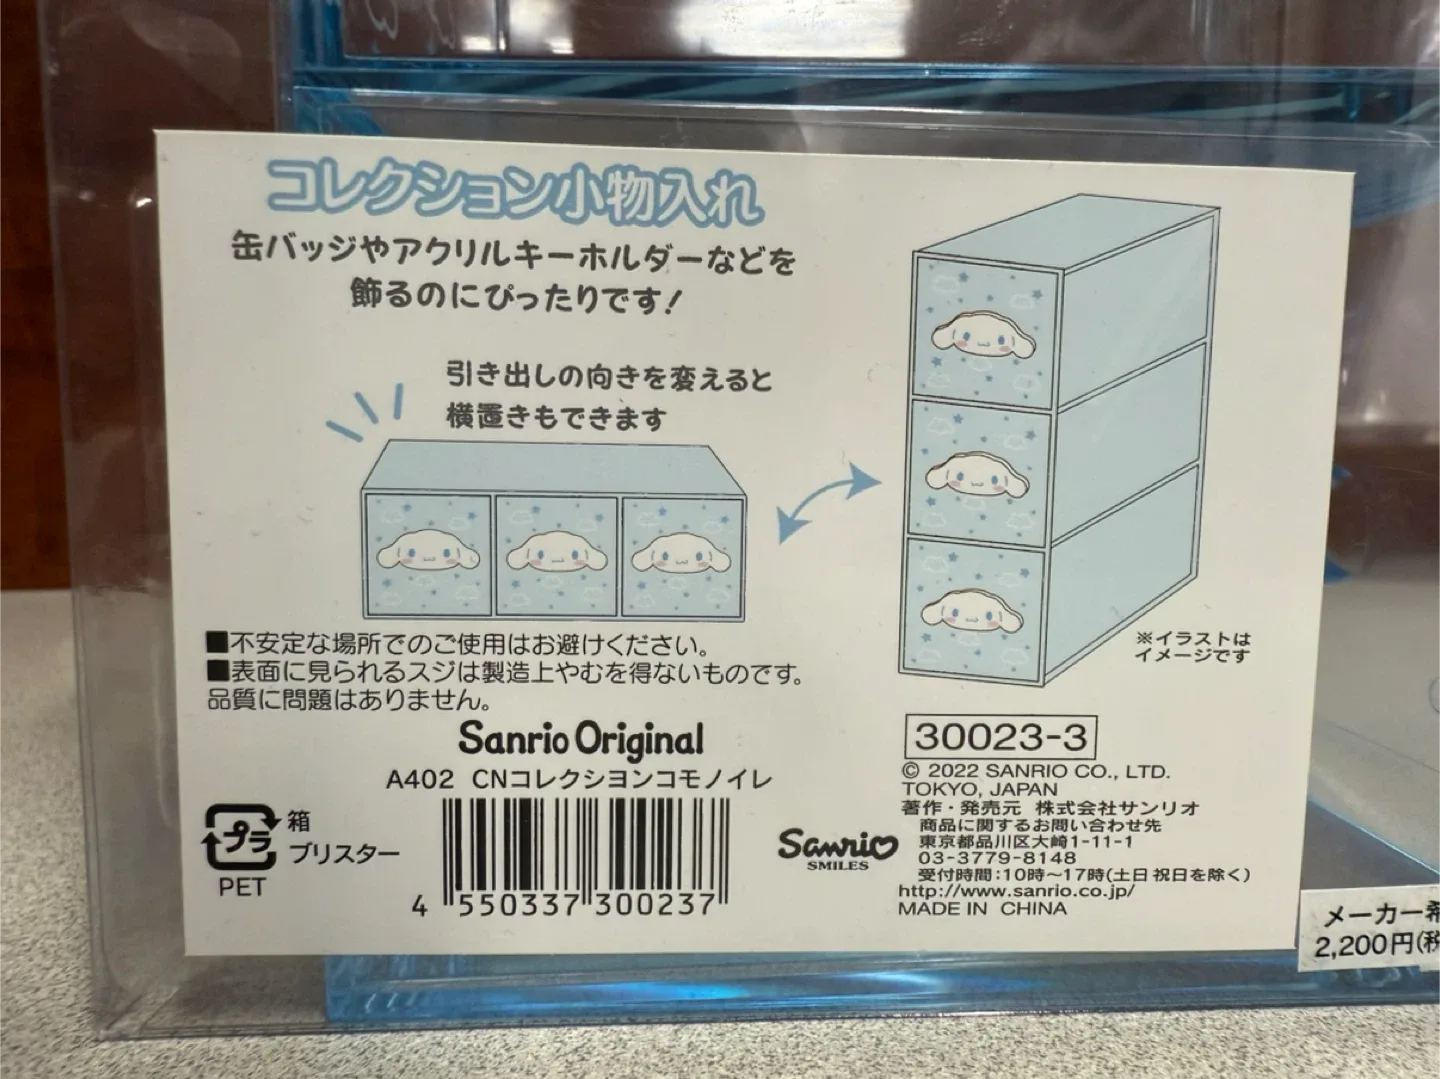 コレクション小物入れ
缶バッジやアクリルキーホルダーなどを
飾るのにぴったりです!
引き出しの向きを変えると
横置きもできます
※イラストは
イメージです
■不安定な場所でのご使用はお避けください。
■表面に見られるスジは製造上やむを得ないものです。
品質に問題はありません。
Sanrio Original
A402 CNコレクシヨンコモノイレ
プラ
箱
ブリスター
PET
4 550337 300237
30023-3
© 2022 SANRIO CO., LTD.
TOKYO, JAPAN
著作・発売元 株式会社サンリオ
商品に関するお問い合わせ先
東京都品川区大崎1-11-1
03-3779-8148
受付時間:10時〜17時(土日祝日を除く)
http://www.sanrio.co.jp/
MADE IN CHINA
Sanrio
SMILES
メーカー希
2,200円(税